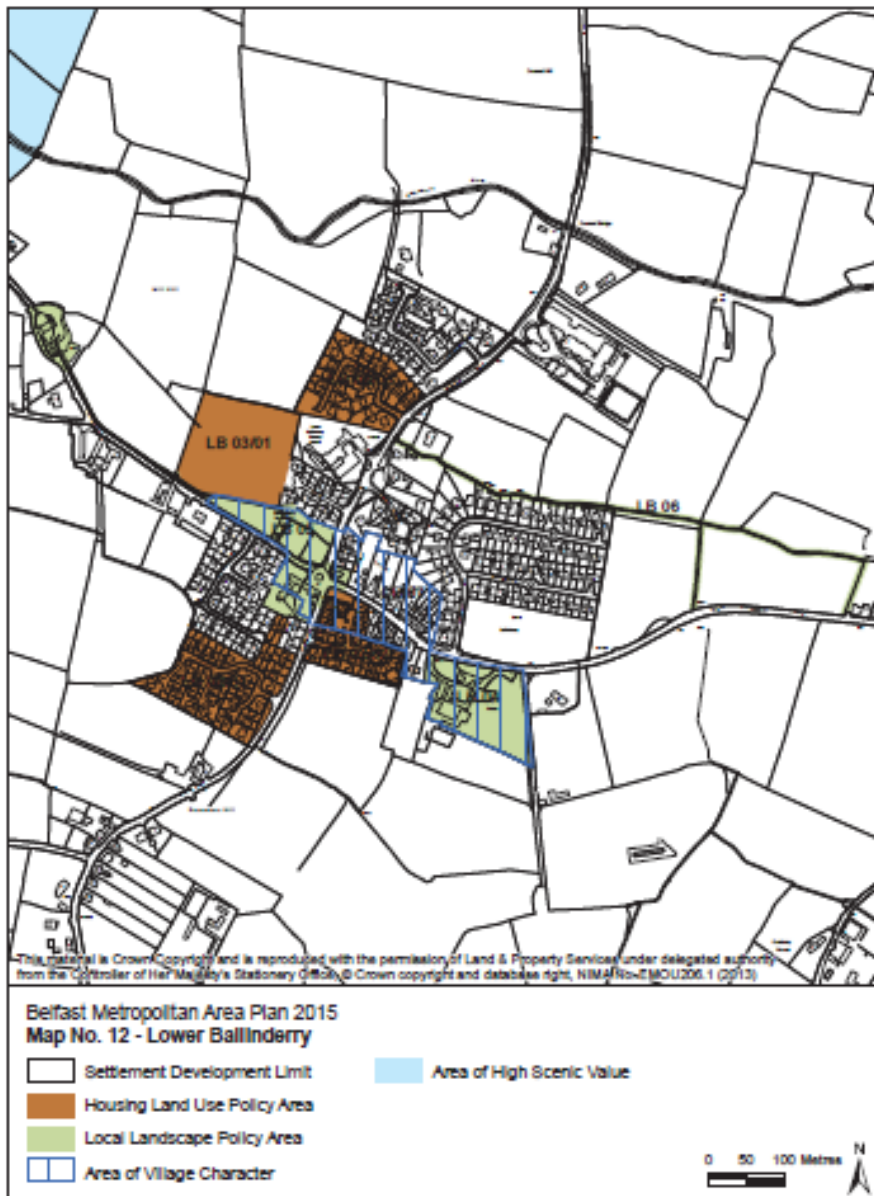 LB 03/01
LB 06
This material is Crown Copyright and is reproduced with the permission of Land & Property Services under delegated authority
from the Controller of Her Majesty's Stationery Office, © Crown copyright and database right, NIMA No. EMOU206.1 (2013)
Belfast Metropolitan Area Plan 2015
Map No. 12 - Lower Ballinderry
Settlement Development Limit
Area of High Scenic Value
Housing Land Use Policy Area
Local Landscape Policy Area
Area of Village Character
0 50 100 Metres
N